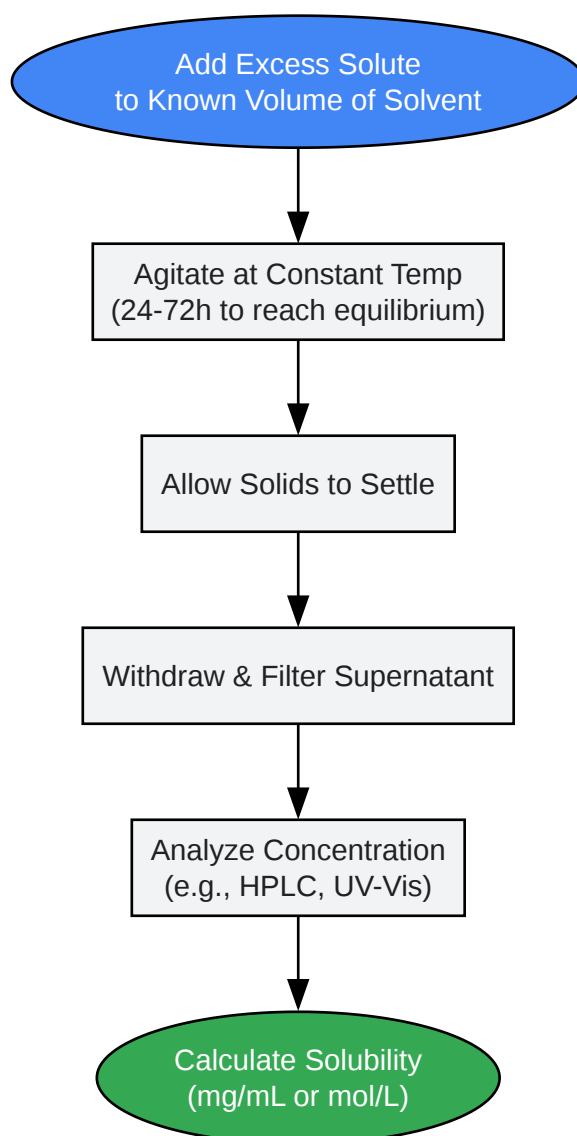 Add Excess Solute
to Known Volume of Solvent
Agitate at Constant Temp
(24-72h to reach equilibrium)
Allow Solids to Settle
Withdraw & Filter Supernatant
Analyze Concentration
(e.g., HPLC, UV-Vis)
Calculate Solubility
(mg/mL or mol/L)